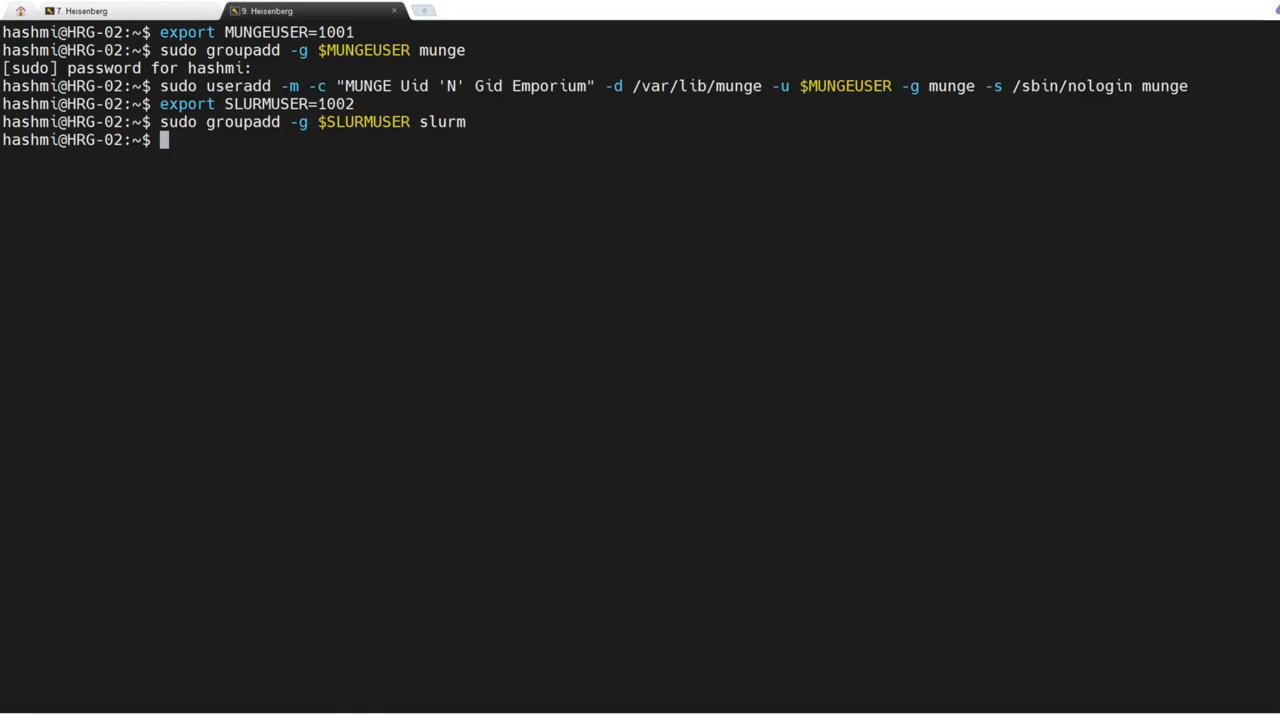 7. Heisenberg
9. Heisenberg
hashmi@HRG-02:~$ export MUNGEUSER=1001
hashmi@HRG-02:~$ sudo groupadd -g $MUNGEUSER munge
[sudo] password for hashmi:
hashmi@HRG-02:~$ sudo useradd -m -c "MUNGE Uid 'N' Gid Emporium" -d /var/lib/munge -u $MUNGEUSER -g munge -s /sbin/nologin munge
hashmi@HRG-02:~$ export SLURMUSER=1002
hashmi@HRG-02:~$ sudo groupadd -g $SLURMUSER slurm
hashmi@HRG-02:~$